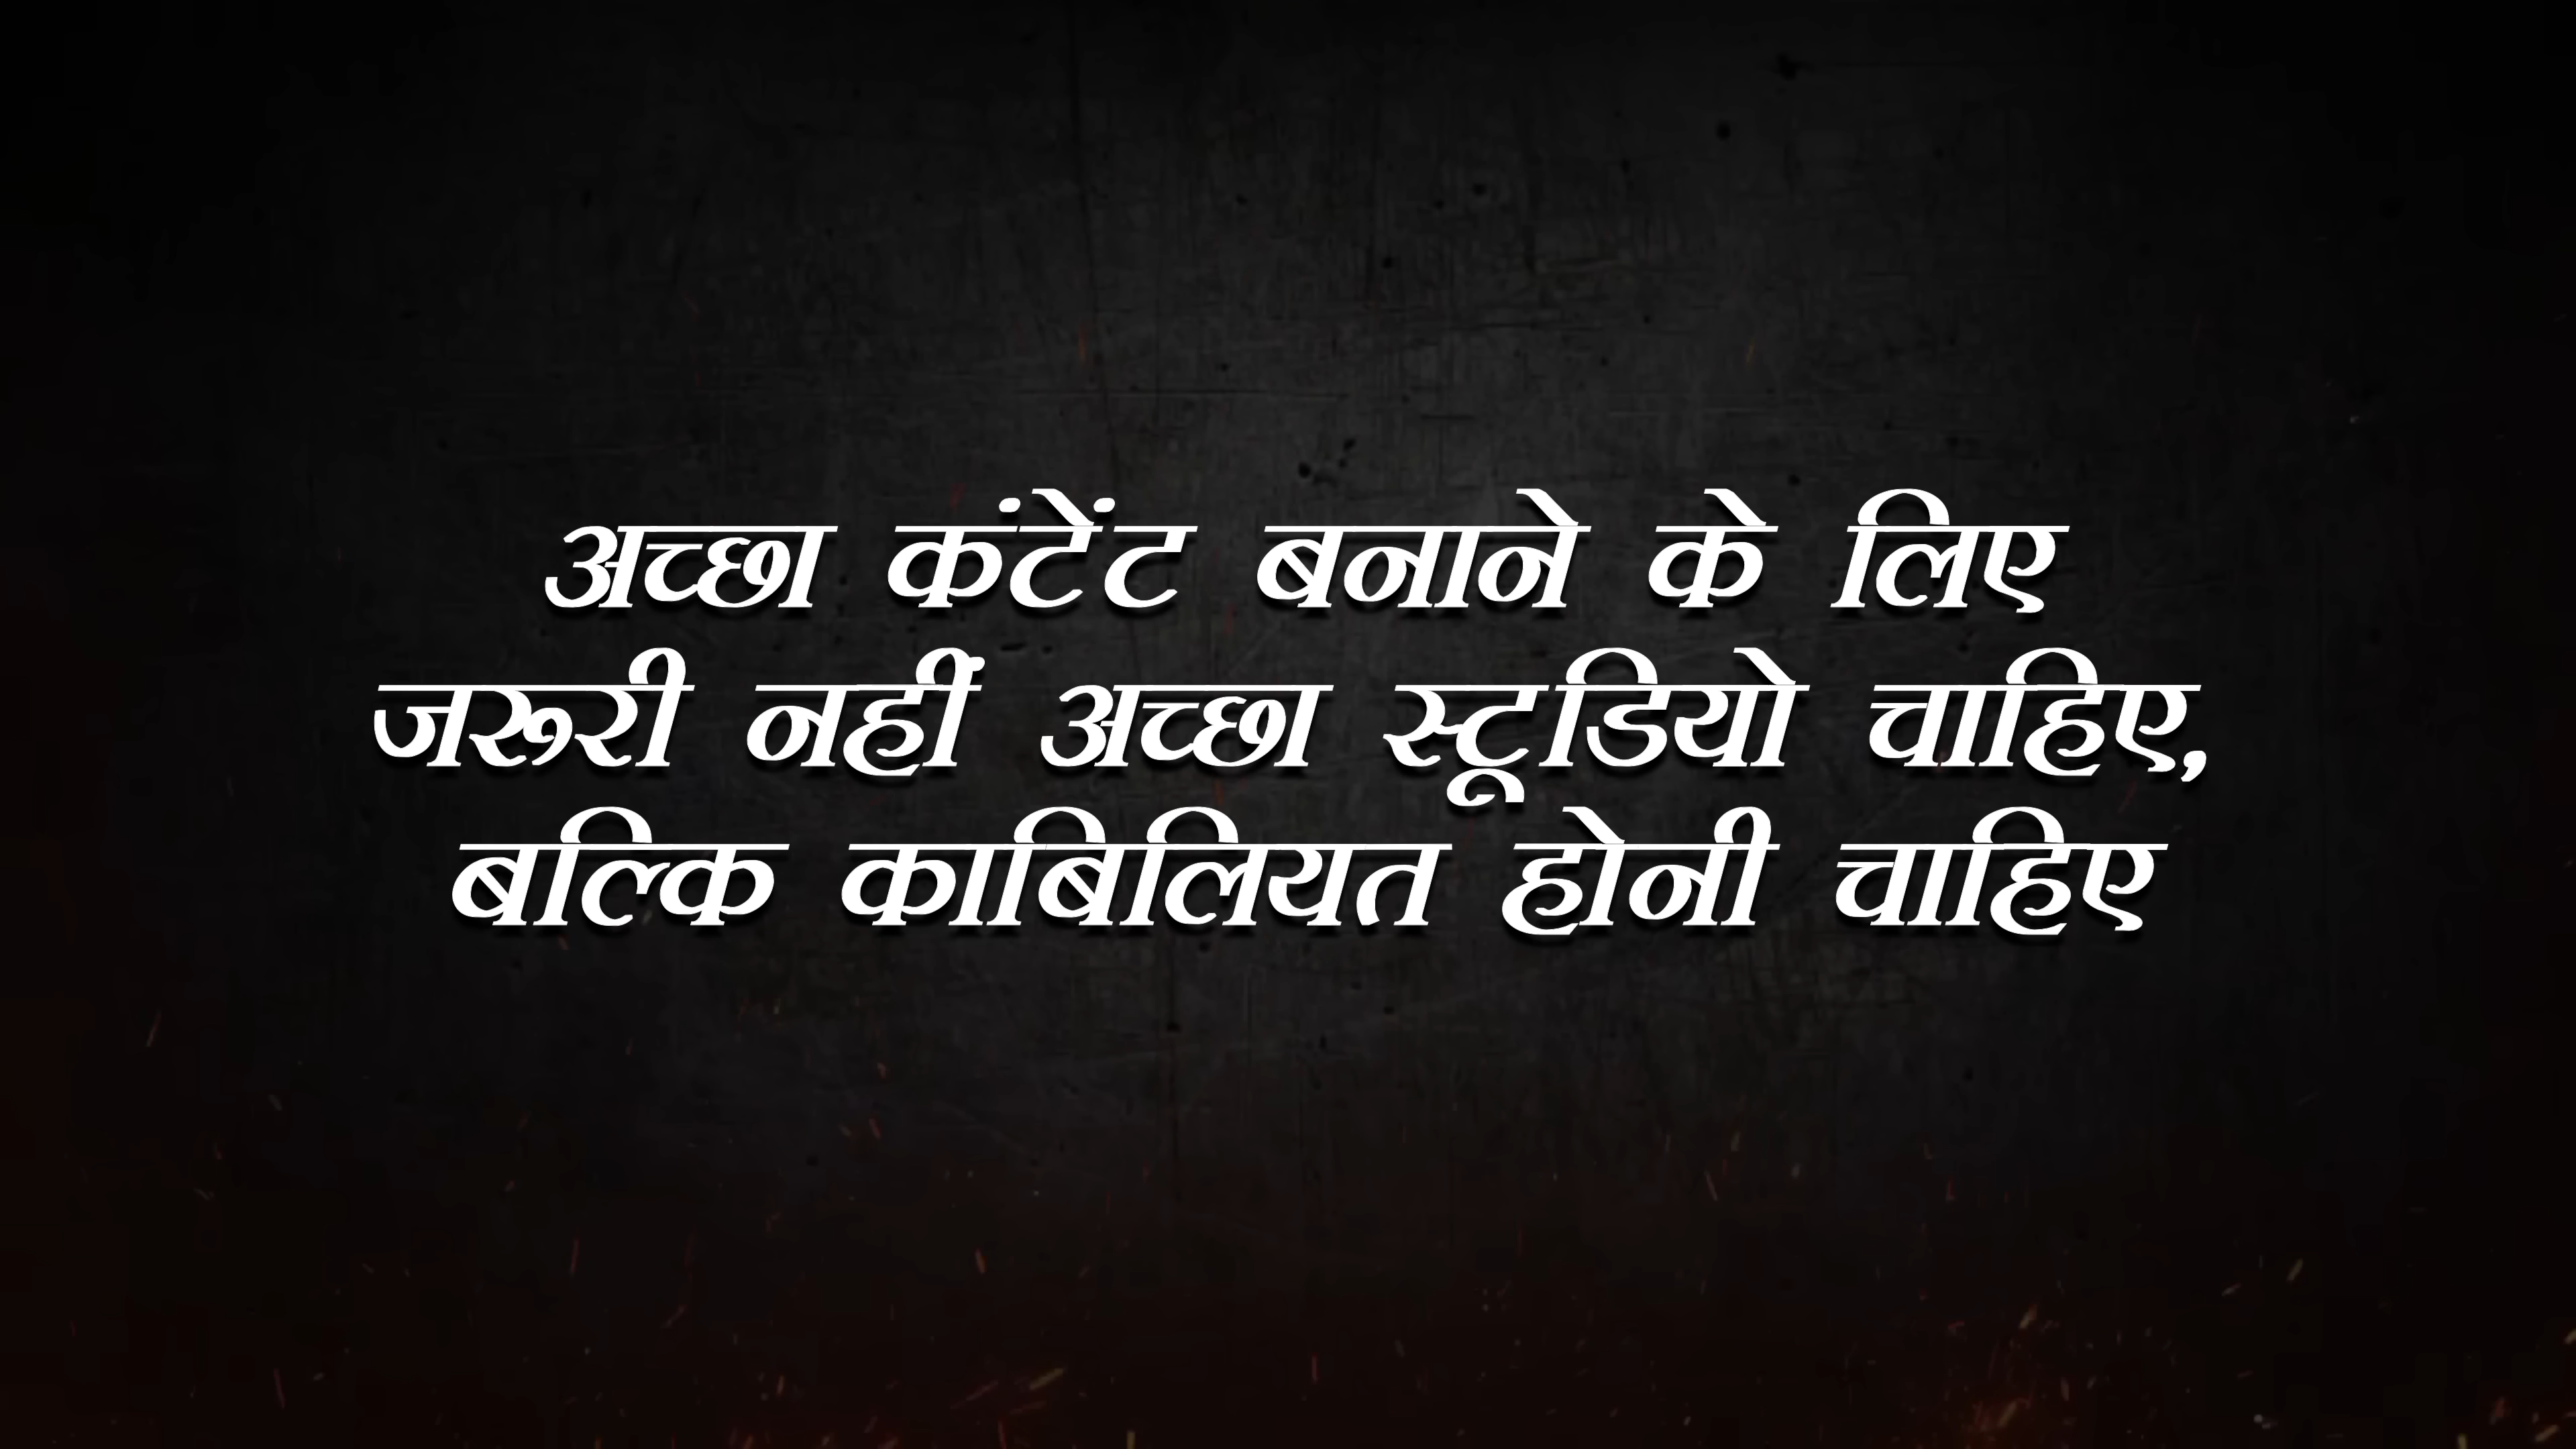 अच्छा कंटेंट बनाने के लिए
जरूरी नहीं अच्छा स्टूडियो चाहिए,
बल्कि काबिलियत होनी चाहिए